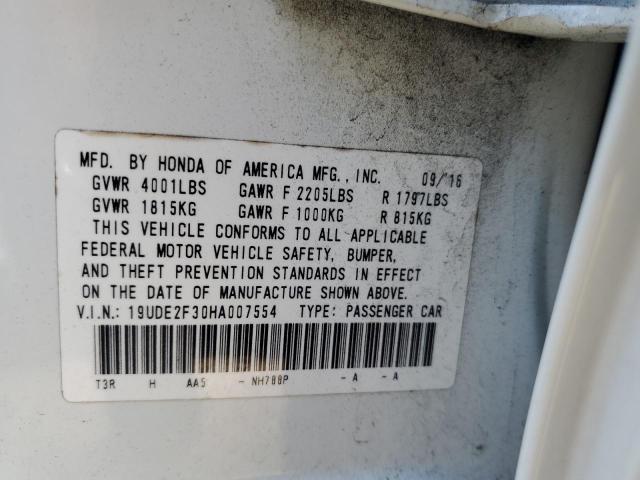 MFD. BY HONDA OF AMERICA MFG., INC. 09/16
GVWR 4001LBS GAWR F 2205LBS R 1797LBS
GVWR 1815KG GAWR F 1000KG R 815KG
THIS VEHICLE CONFORMS TO ALL APPLICABLE
FEDERAL MOTOR VEHICLE SAFETY, BUMPER,
AND THEFT PREVENTION STANDARDS IN EFFECT
ON THE DATE OF MANUFACTURE SHOWN ABOVE.
V.I.N.: 19UDE2F30HA007554 TYPE: PASSENGER CAR
T3R H AA5 - NH788P - A - A